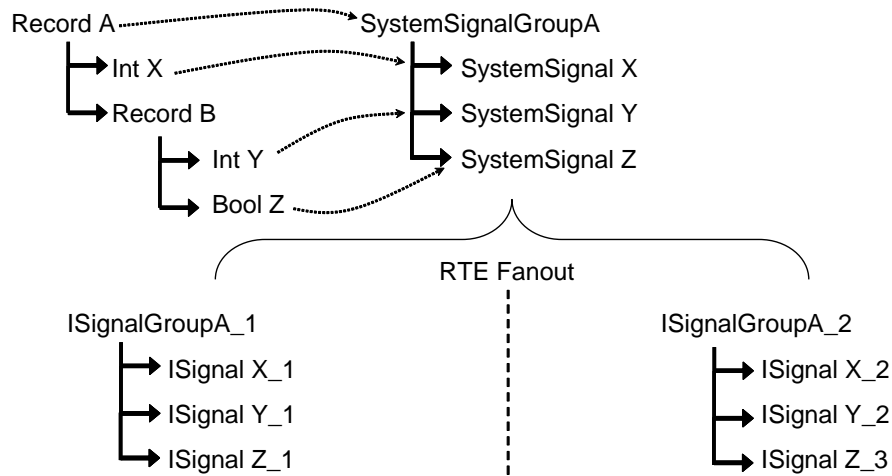 Record A
SystemSignalGroupA
Int X
SystemSignal X
Record B
SystemSignal Y
Int Y
SystemSignal Z
Bool Z
RTE Fanout
ISignalGroupA_1
ISignalGroupA_2
ISignal X_1
ISignal X_2
ISignal Y_1
ISignal Y_2
ISignal Z_1
ISignal Z_3